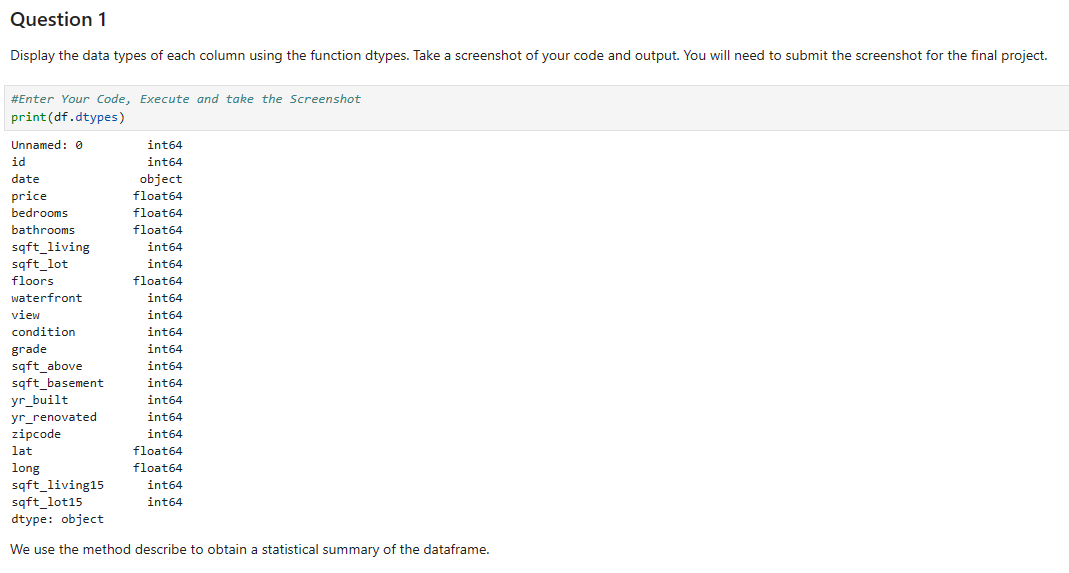 Question 1
Display the data types of each column using the function dtypes. Take a screenshot of your code and output. You will need to submit the screenshot for the final project.
#Enter Your Code, Execute and take the Screenshot
print(df.dtypes)
Unnamed: 0 int64
id int64
date object
price float64
bedrooms float64
bathrooms float64
sqft_living int64
sqft_lot int64
floors float64
waterfront int64
view int64
condition int64
grade int64
sqft_above int64
sqft_basement int64
yr_built int64
yr_renovated int64
zipcode int64
lat float64
long float64
sqft_living15 int64
sqft_lot15 int64
dtype: object
We use the method describe to obtain a statistical summary of the dataframe.